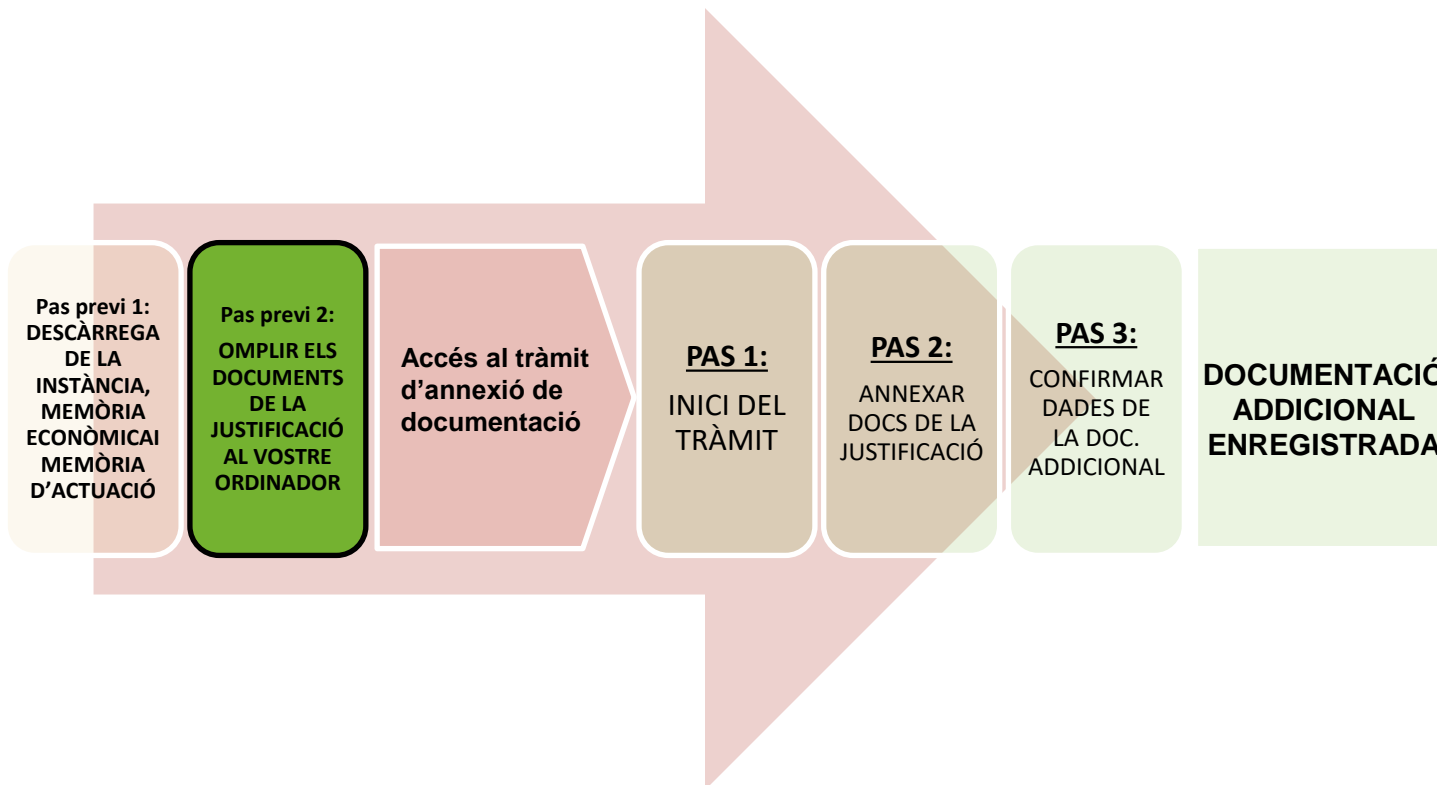 Pas previ 1:
DESCÀRREGA
DE LA
INSTÀNCIA,
MEMÒRIA
ECONÒMICAI
MEMÒRIA
D'ACTUACIÓ
Pas previ 2:
OMPLIR ELS
DOCUMENTS
DE LA
JUSTIFICACIÓ
AL VOSTRE
ORDINADOR
Accés al tràmit
d'annexió de
documentació
PAS 1:
INICI DEL
TRÀMIT
PAS 2:
ANNEXAR
DOCS DE LA
JUSTIFICACIÓ
PAS 3:
CONFIRMAR
DADES DE
LA DOC.
ADDICIONAL
DOCUMENTACIÓ
ADDICIONAL
ENREGISTRADA